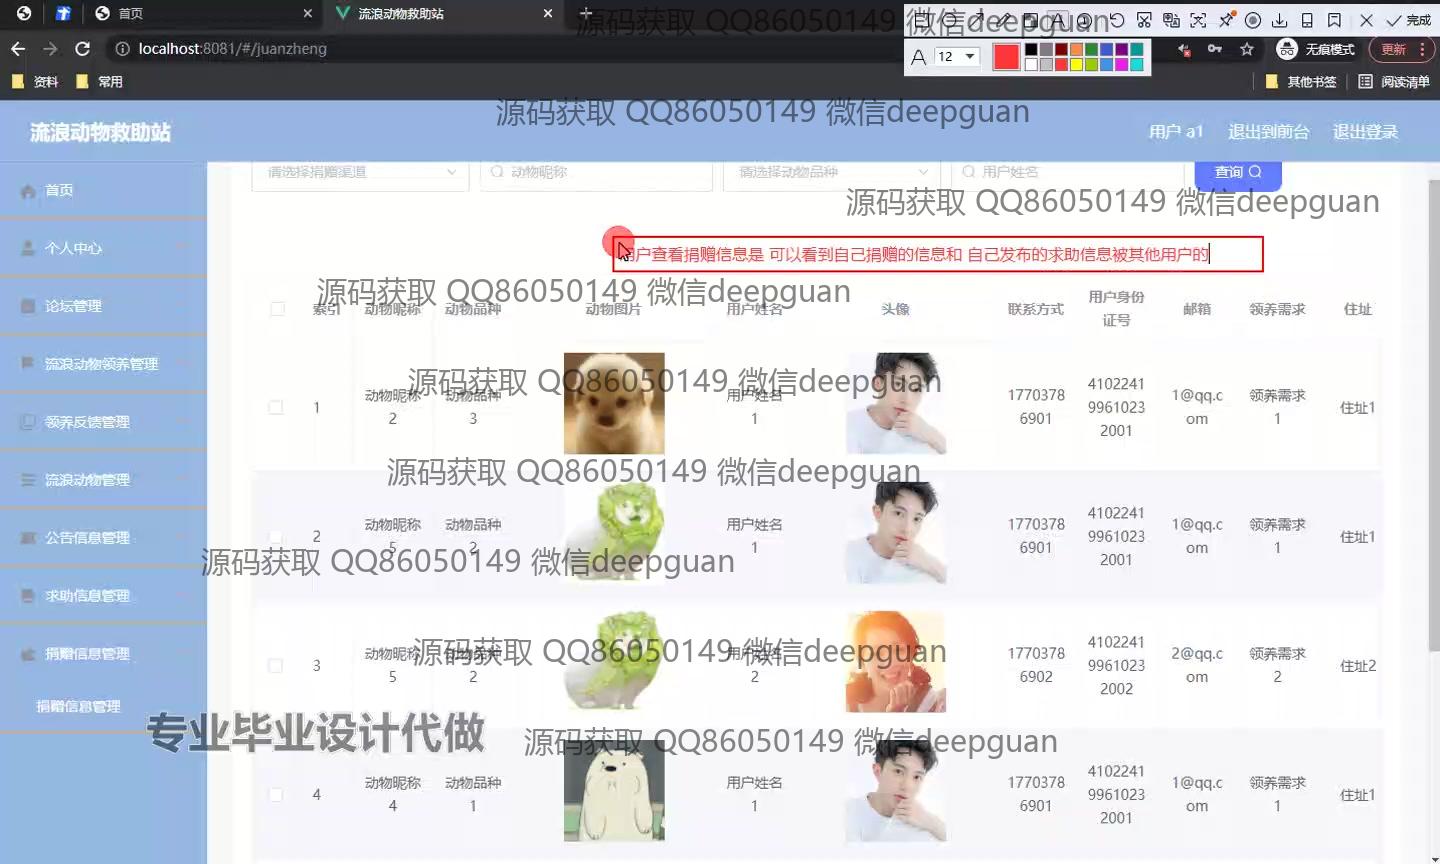 首页
流浪动物救助站
源码获取 QQ86050149 微信deepguan
完成
localhost:8081/#/juanzheng
A 12
无痕模式
更新
资料
常用
其他书签
阅读清单
源码获取 QQ86050149 微信deepguan
流浪动物救助站
用户 a1
退出到前台
退出登录
首页
个人中心
论坛管理
流浪动物领养管理
领养反馈管理
流浪动物管理
公告信息管理
求助信息管理
捐赠信息管理
捐赠信息管理
请选择捐赠渠道
动物昵称
请选择动物品种
用户姓名
查询
源码获取 QQ86050149 微信deepguan
用户查看捐赠信息是 可以看到自己捐赠的信息和 自己发布的求助信息被其他用户的
源码获取 QQ86050149 微信deepguan
索引 动物昵称 动物品种 动物图片 用户姓名 头像 联系方式 用户身份证号 邮箱 领养需求 住址
源码获取 QQ86050149 微信deepguan
1 动物昵称2 动物品种3 用户姓名1 17703786901 410224199610232001 1@qq.com 领养需求1 住址1
源码获取 QQ86050149 微信deepguan
2 动物昵称5 动物品种2 用户姓名1 17703786901 410224199610232001 1@qq.com 领养需求1 住址1
源码获取 QQ86050149 微信deepguan
3 动物昵称5 动物品种2 用户姓名2 17703786902 410224199610232002 2@qq.com 领养需求2 住址2
源码获取 QQ86050149 微信deepguan
专业毕业设计代做
源码获取 QQ86050149 微信deepguan
4 动物昵称4 动物品种1 用户姓名1 17703786901 410224199610232001 1@qq.com 领养需求1 住址1